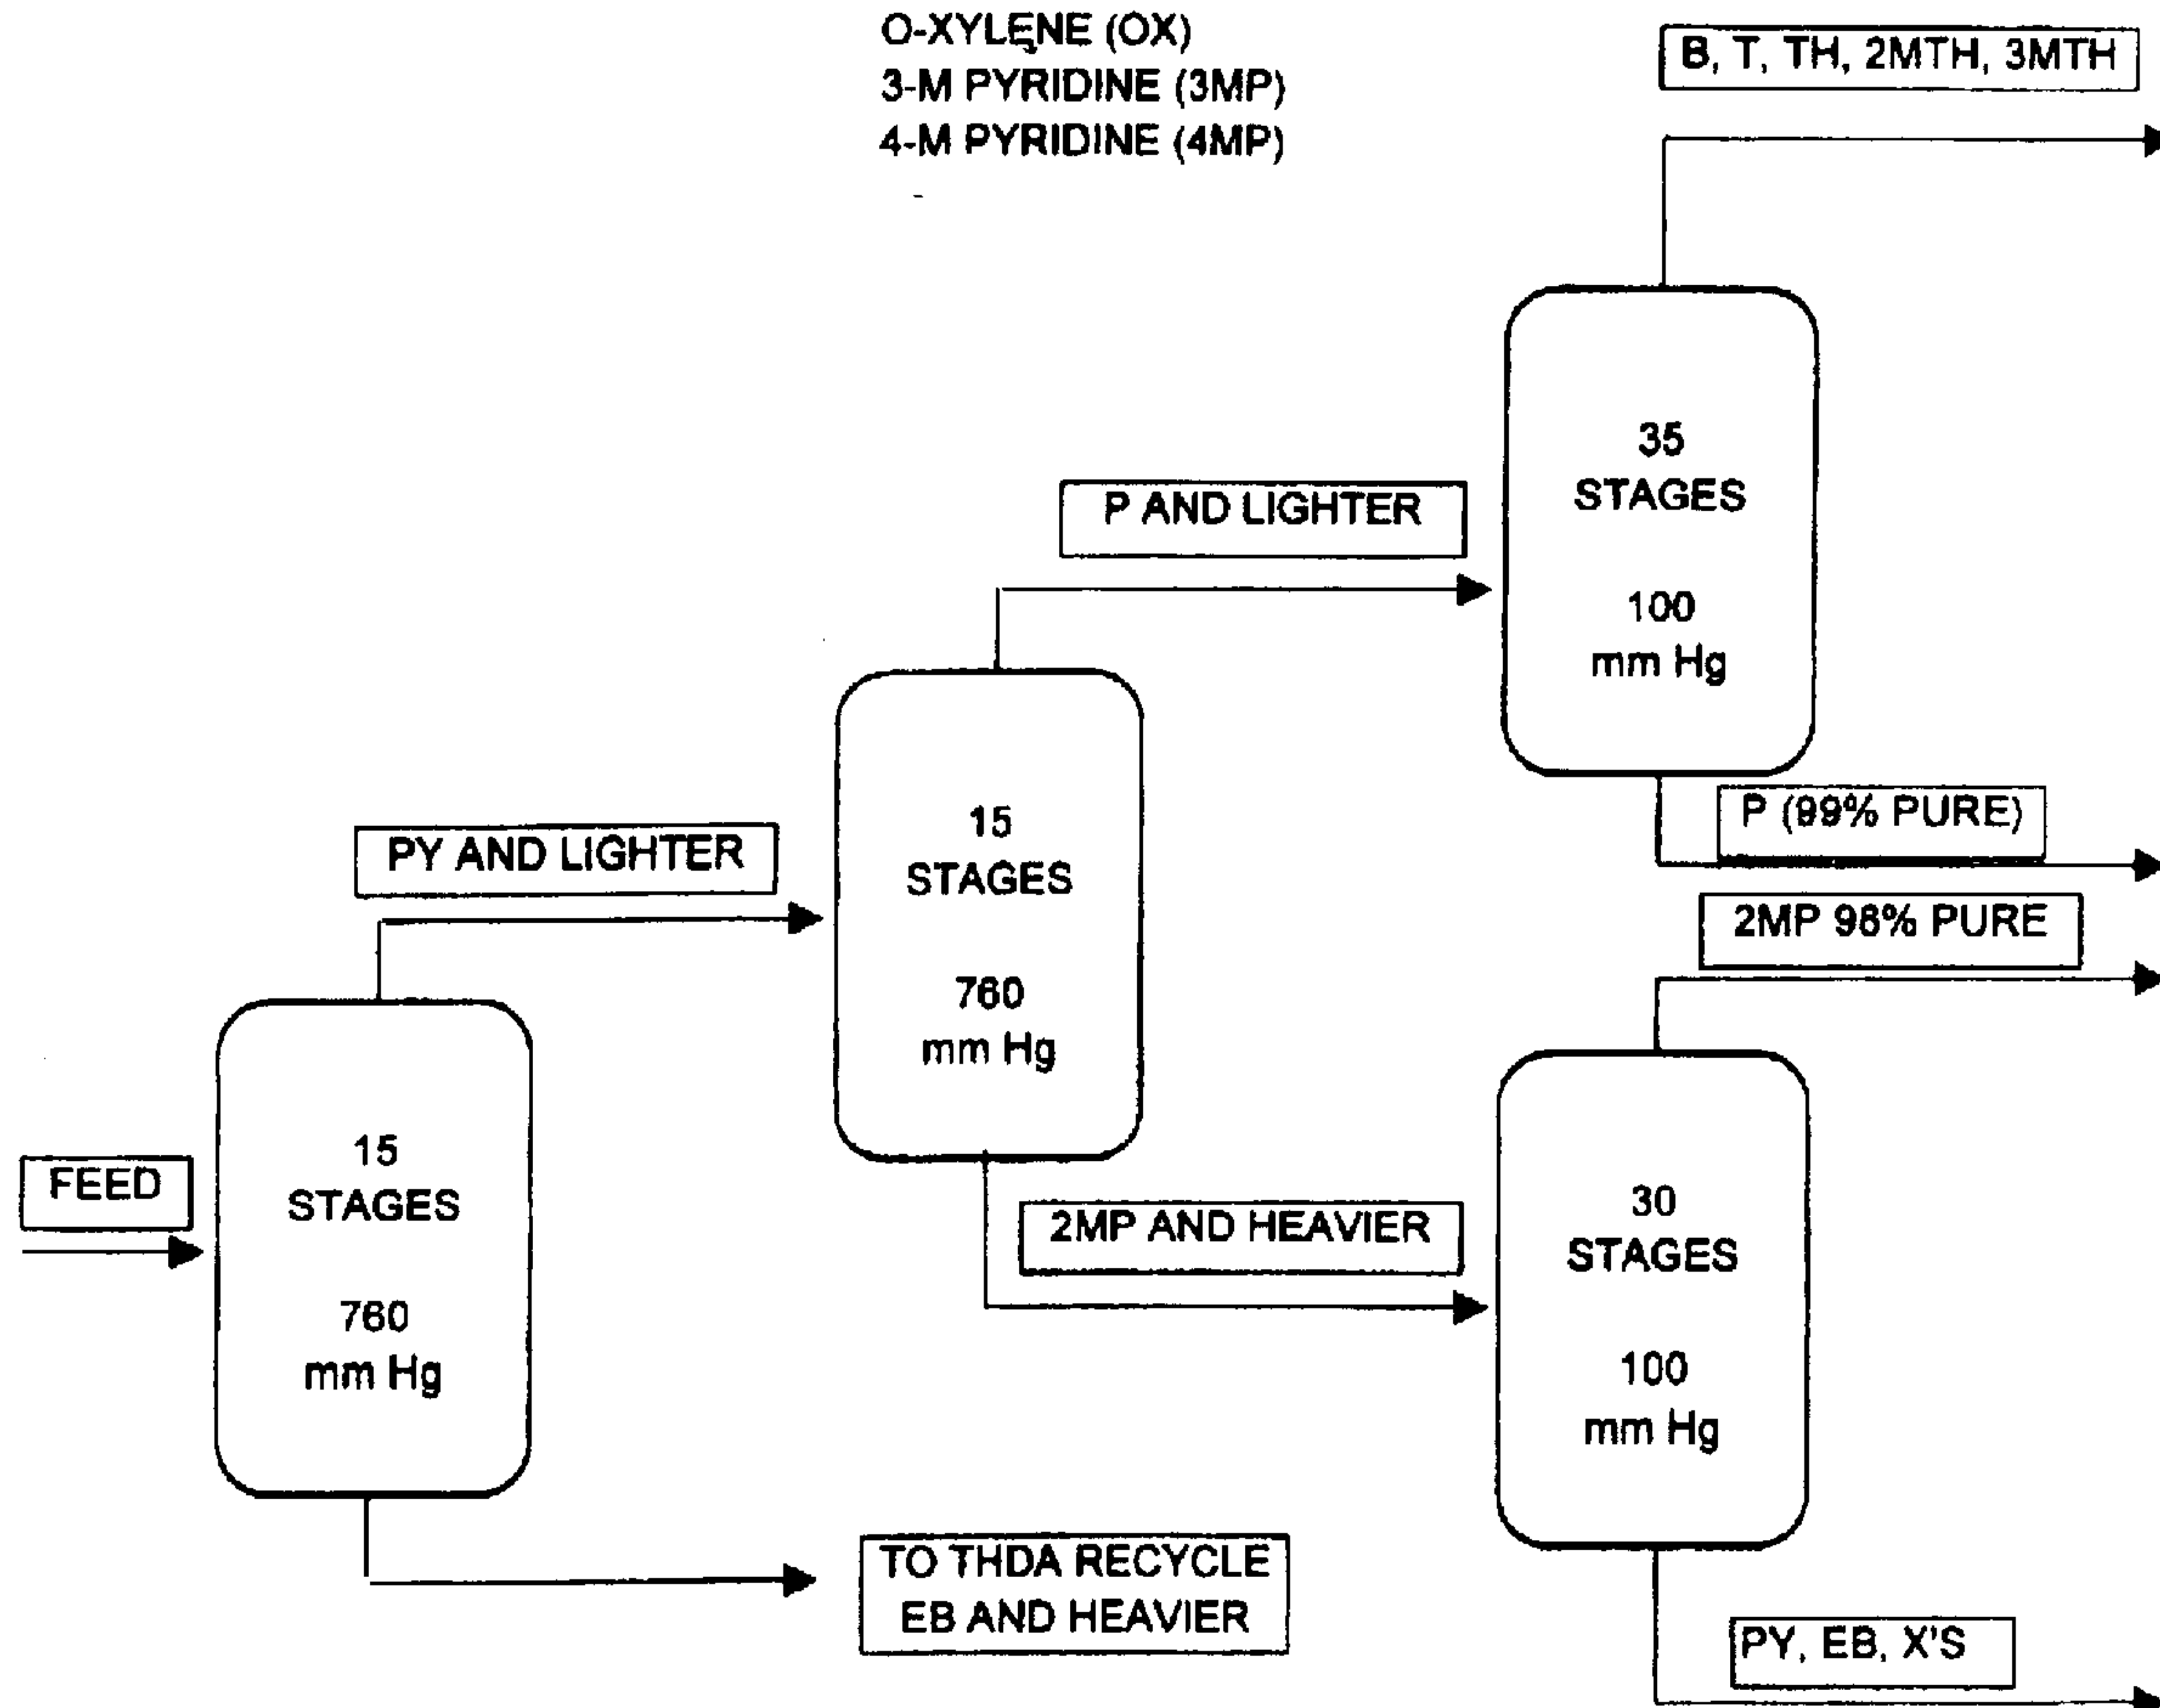 O-XYLENE (OX)
3-M PYRIDINE (3MP)
4-M PYRIDINE (4MP)
B, T, TH, 2MTH, 3MTH
35
STAGES
100
mm Hg
P AND LIGHTER
P (99% PURE)
15
STAGES
760
mm Hg
PY AND LIGHTER
2MP 98% PURE
FEED
15
STAGES
760
mm Hg
2MP AND HEAVIER
30
STAGES
100
mm Hg
TO THDA RECYCLE
EB AND HEAVIER
PY, EB, X'S